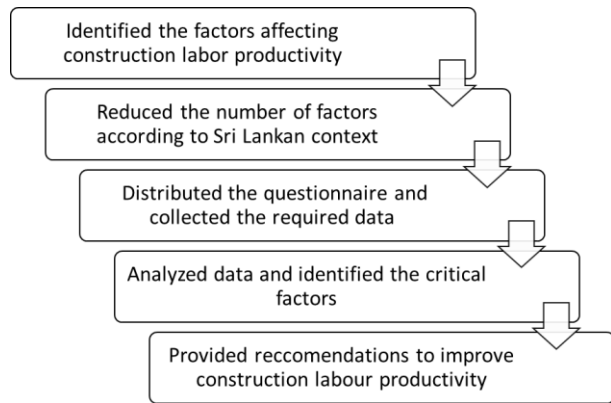 Identified the factors affecting
construction labor productivity
Reduced the number of factors
according to Sri Lankan context
Distributed the questionnaire and
collected the required data
Analyzed data and identified the critical
factors
Provided reccomendations to improve
construction labour productivity